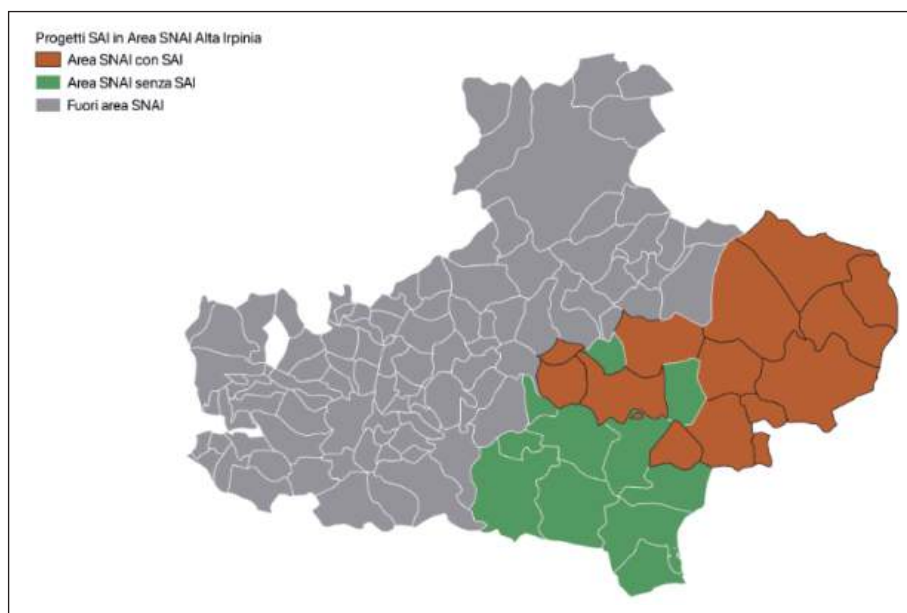 Progetti SAI in Area SNAI Alta Irpinia
Area SNAI con SAI
Area SNAI senza SAI
Fuori area SNAI